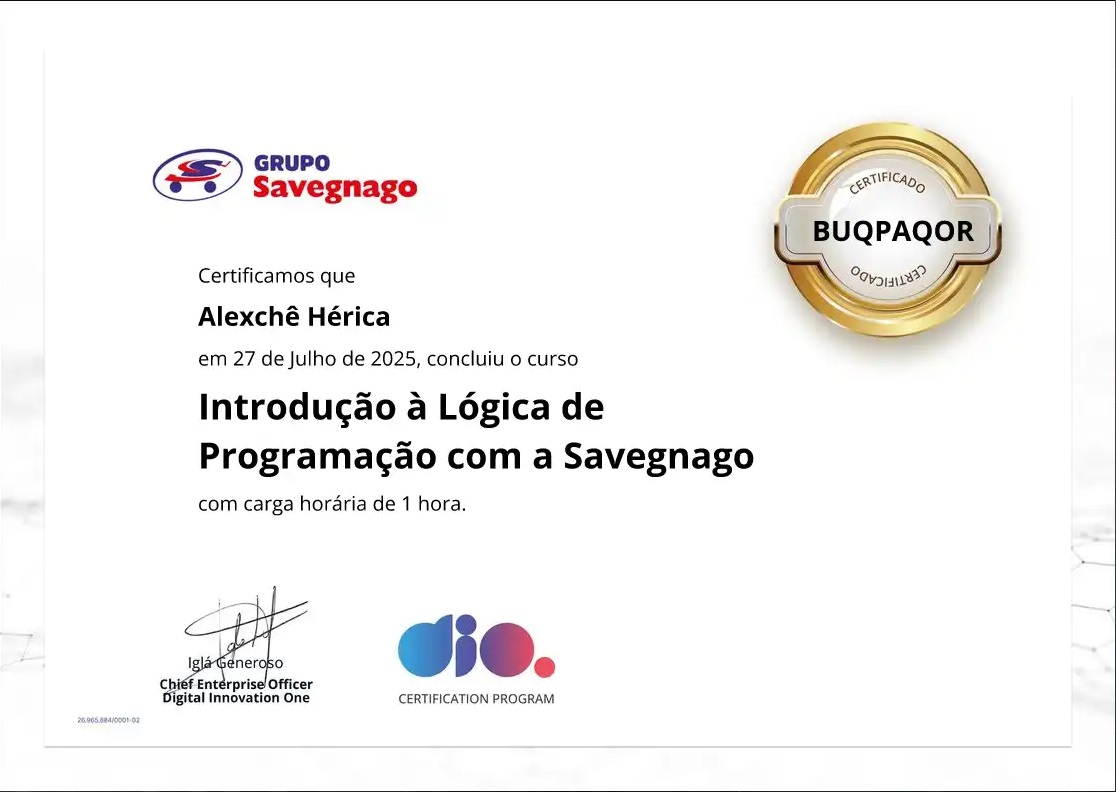 GRUPO
Savegnago
CERTIFICADO
BUQPAQOR
CERTIFICADO
Certificamos que
Alexchê Hérica
em 27 de Julho de 2025, concluiu o curso
Introdução à Lógica de
Programação com a Savegnago
com carga horária de 1 hora.
Iglá Generoso
Chief Enterprise Officer
Digital Innovation One
dio.
CERTIFICATION PROGRAM
26.965.884/0001-02